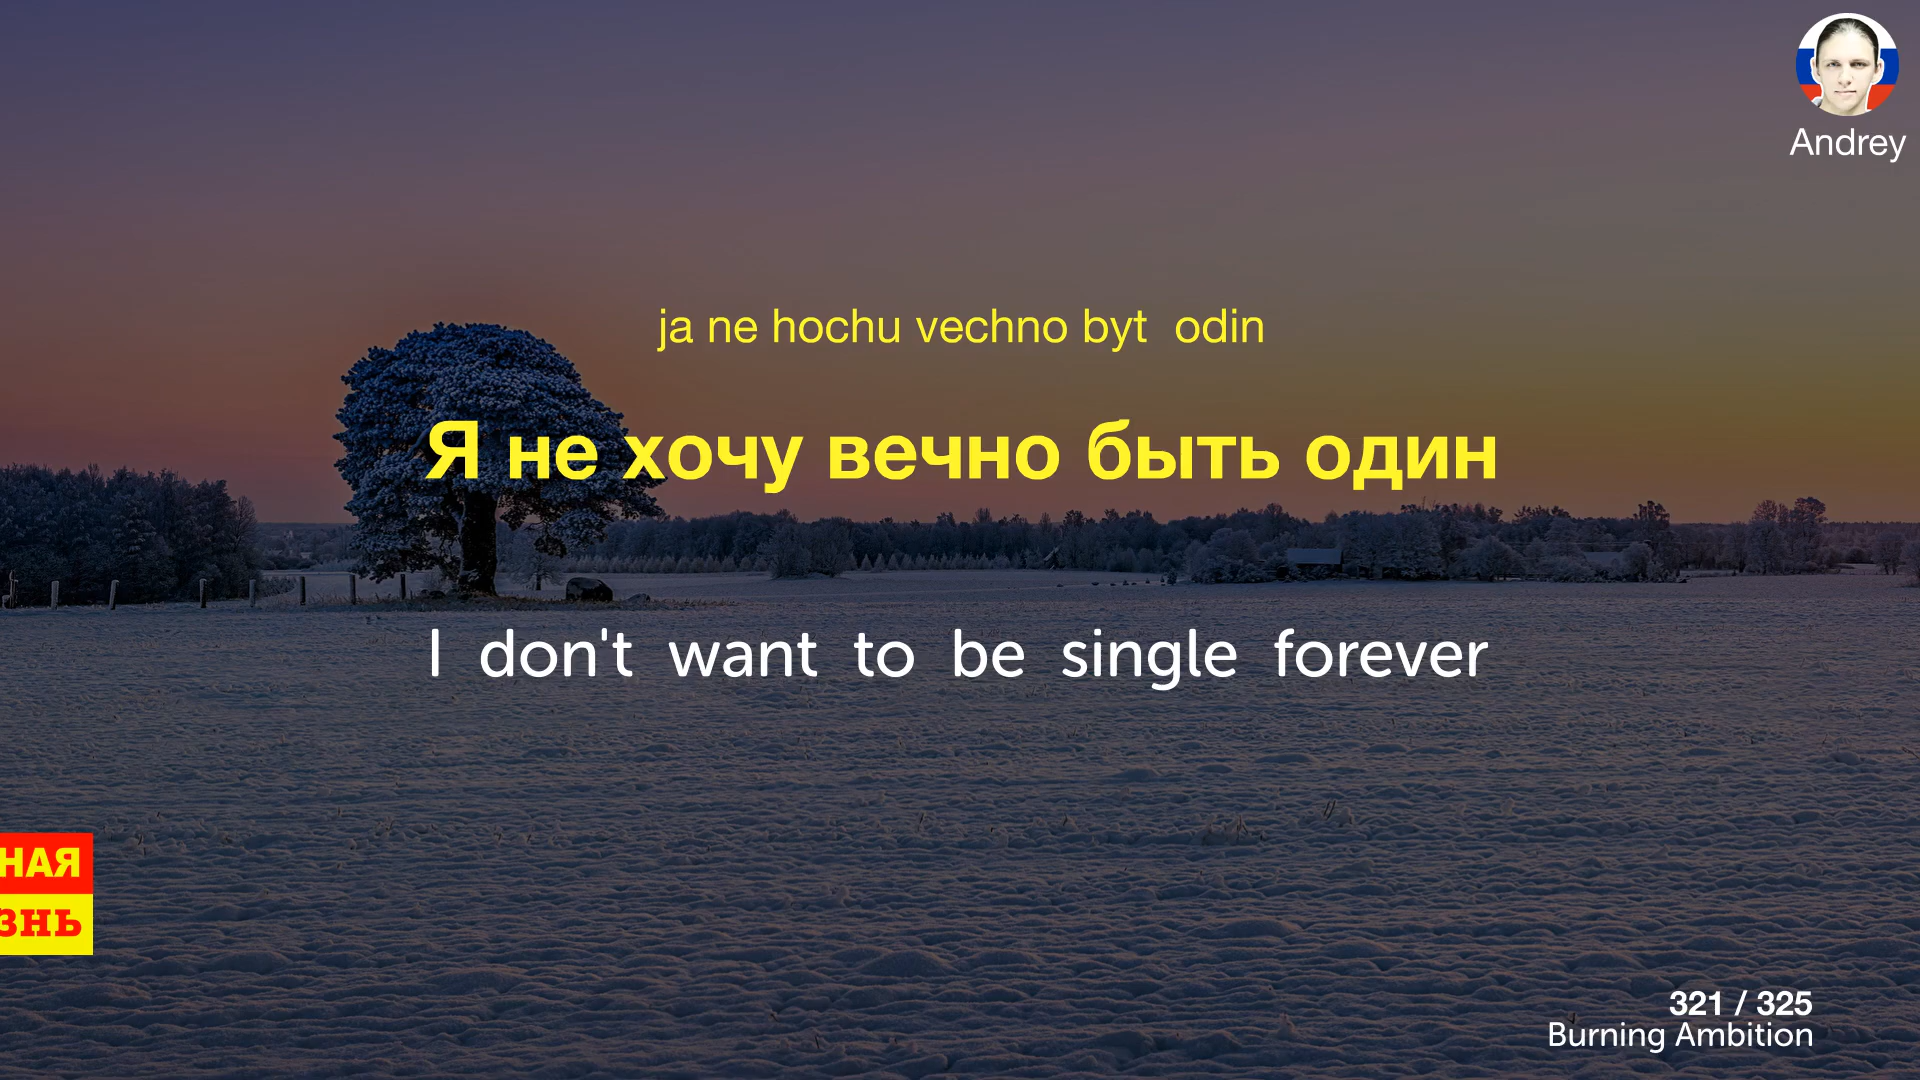 Andrey
ja ne hochu vechno byt odin
Я не хочу вечно быть один
I don't want to be single forever
НАЯ
ЗНЬ
321 / 325
Burning Ambition